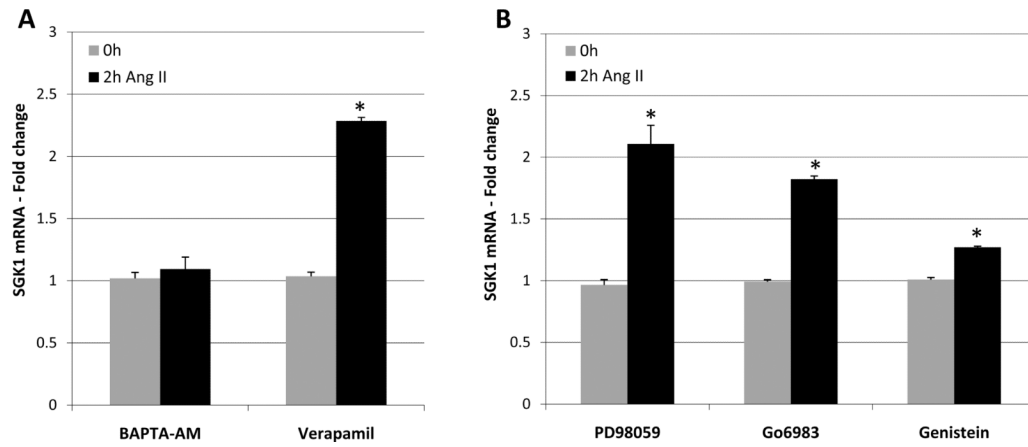 A
SGK1 mRNA - Fold change
3
2.5
2
1.5
1
0.5
0
0h
2h Ang II
*
BAPTA-AM Verapamil
B
SGK1 mRNA - Fold change
3
2.5
2
1.5
1
0.5
0
0h
2h Ang II
*
*
*
PD98059 Go6983 Genistein